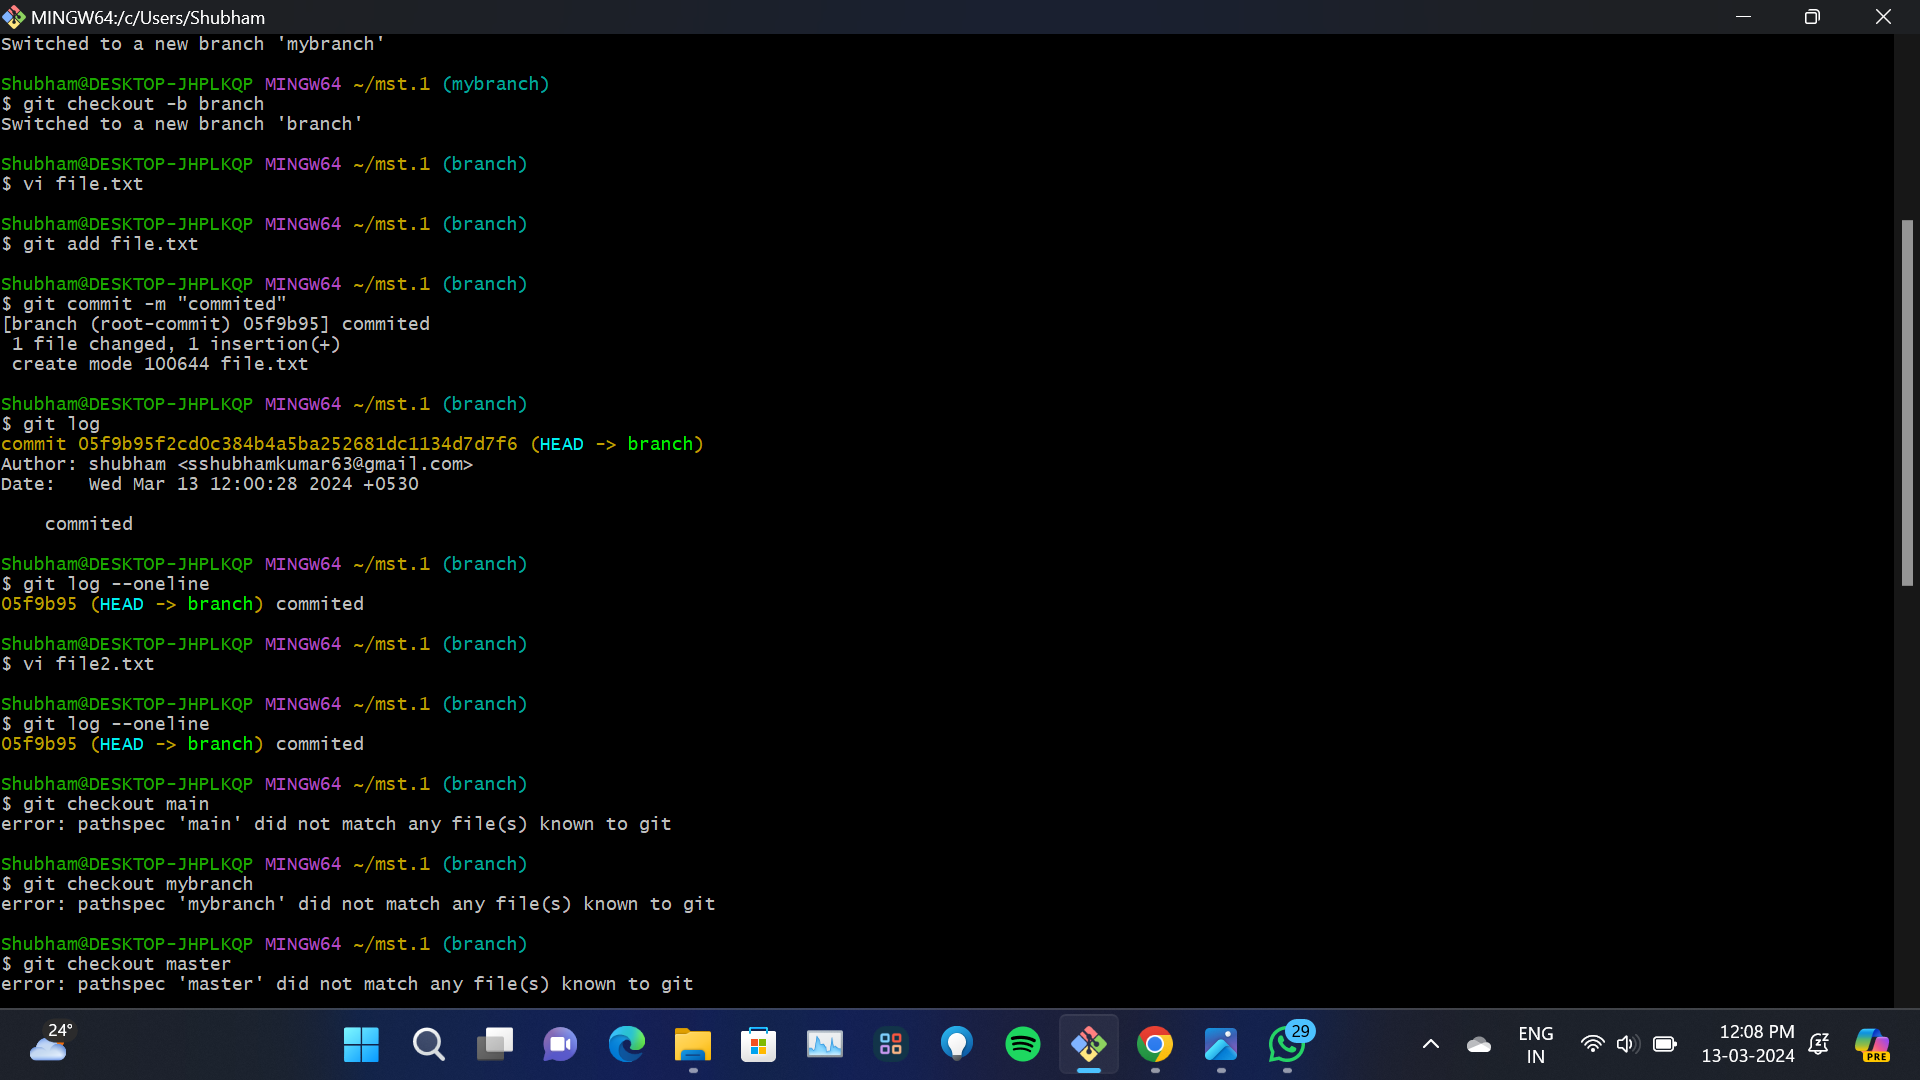 MINGW64:/c/Users/Shubham
Switched to a new branch 'mybranch'
Shubham@DESKTOP-JHPLKQP MINGW64 ~/mst.1 (mybranch)
$ git checkout -b branch
Switched to a new branch 'branch'
Shubham@DESKTOP-JHPLKQP MINGW64 ~/mst.1 (branch)
$ vi file.txt
Shubham@DESKTOP-JHPLKQP MINGW64 ~/mst.1 (branch)
$ git add file.txt
Shubham@DESKTOP-JHPLKQP MINGW64 ~/mst.1 (branch)
$ git commit -m "commited"
[branch (root-commit) 05f9b95] commited
 1 file changed, 1 insertion(+)
 create mode 100644 file.txt
Shubham@DESKTOP-JHPLKQP MINGW64 ~/mst.1 (branch)
$ git log
commit 05f9b95f2cd0c384b4a5ba252681dc1134d7d7f6 (HEAD -> branch)
Author: shubham <sshubhamkumar63@gmail.com>
Date:   Wed Mar 13 12:00:28 2024 +0530
    commited
Shubham@DESKTOP-JHPLKQP MINGW64 ~/mst.1 (branch)
$ git log --oneline
05f9b95 (HEAD -> branch) commited
Shubham@DESKTOP-JHPLKQP MINGW64 ~/mst.1 (branch)
$ vi file2.txt
Shubham@DESKTOP-JHPLKQP MINGW64 ~/mst.1 (branch)
$ git log --oneline
05f9b95 (HEAD -> branch) commited
Shubham@DESKTOP-JHPLKQP MINGW64 ~/mst.1 (branch)
$ git checkout main
error: pathspec 'main' did not match any file(s) known to git
Shubham@DESKTOP-JHPLKQP MINGW64 ~/mst.1 (branch)
$ git checkout mybranch
error: pathspec 'mybranch' did not match any file(s) known to git
Shubham@DESKTOP-JHPLKQP MINGW64 ~/mst.1 (branch)
$ git checkout master
error: pathspec 'master' did not match any file(s) known to git
24°
29
ENG
IN
12:08 PM
13-03-2024
PRE